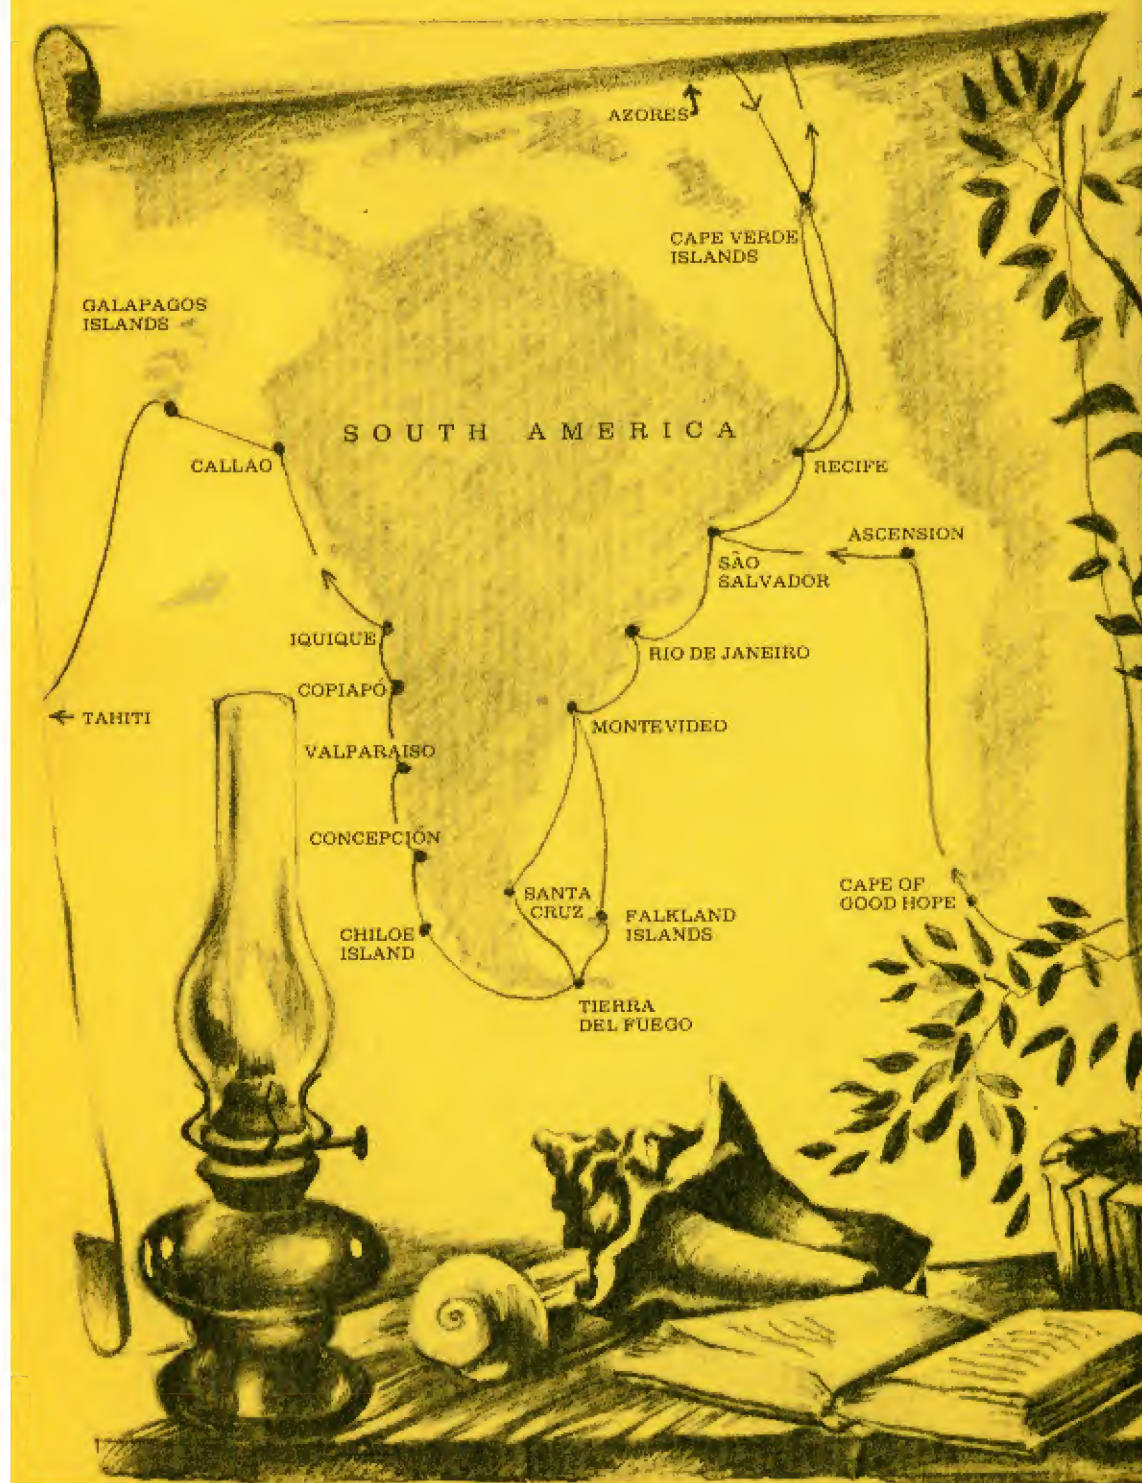 AZORES
CAPE VERDE
ISLANDS
GALAPAGOS
ISLANDS
SOUTH AMERICA
CALLAO
RECIFE
ASCENSION
SÃO
SALVADOR
IQUIQUE
RIO DE JANEIRO
COPIAPÓ
TAHITI
MONTEVIDEO
VALPARAISO
CONCEPCIÓN
CAPE OF
GOOD HOPE
SANTA
CRUZ
FALKLAND
ISLANDS
CHILOE
ISLAND
TIERRA
DEL FUEGO